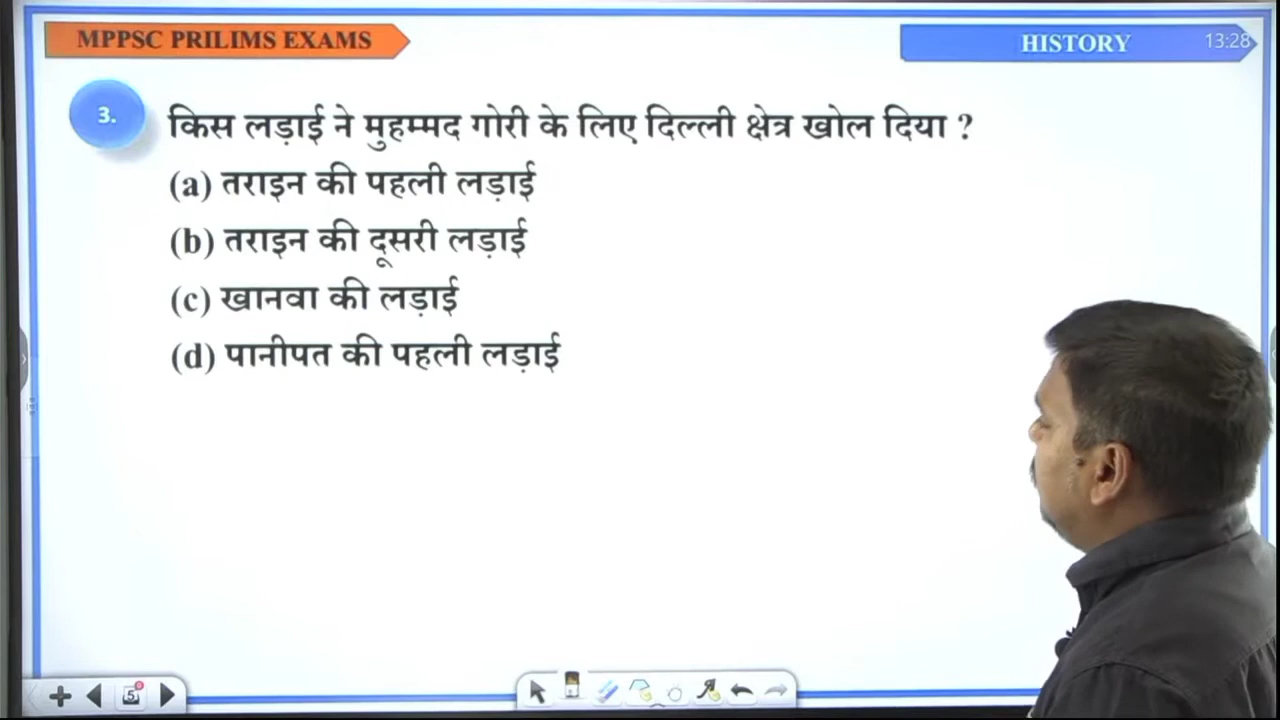 MPPSC PRILIMS EXAMS
HISTORY
13:28
3.
किस लड़ाई ने मुहम्मद गोरी के लिए दिल्ली क्षेत्र खोल दिया ?
(a) तराइन की पहली लड़ाई
(b) तराइन की दूसरी लड़ाई
(c) खानवा की लड़ाई
(d) पानीपत की पहली लड़ाई
5